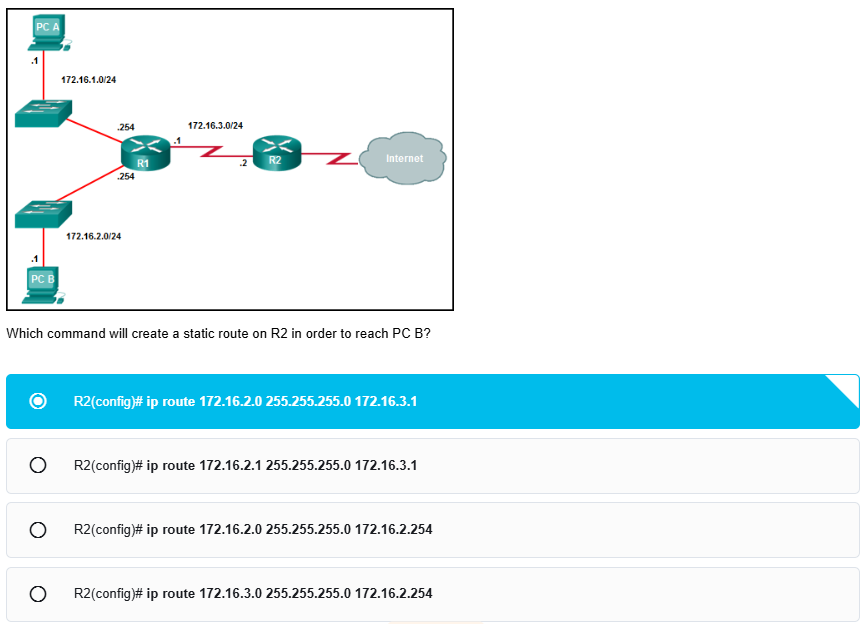 PC A
.1
172.16.1.0/24
.254
172.16.3.0/24
.1
R1
.2
R2
Internet
.254
172.16.2.0/24
.1
PC B
Which command will create a static route on R2 in order to reach PC B?
R2(config)# ip route 172.16.2.0 255.255.255.0 172.16.3.1
R2(config)# ip route 172.16.2.1 255.255.255.0 172.16.3.1
R2(config)# ip route 172.16.2.0 255.255.255.0 172.16.2.254
R2(config)# ip route 172.16.3.0 255.255.255.0 172.16.2.254